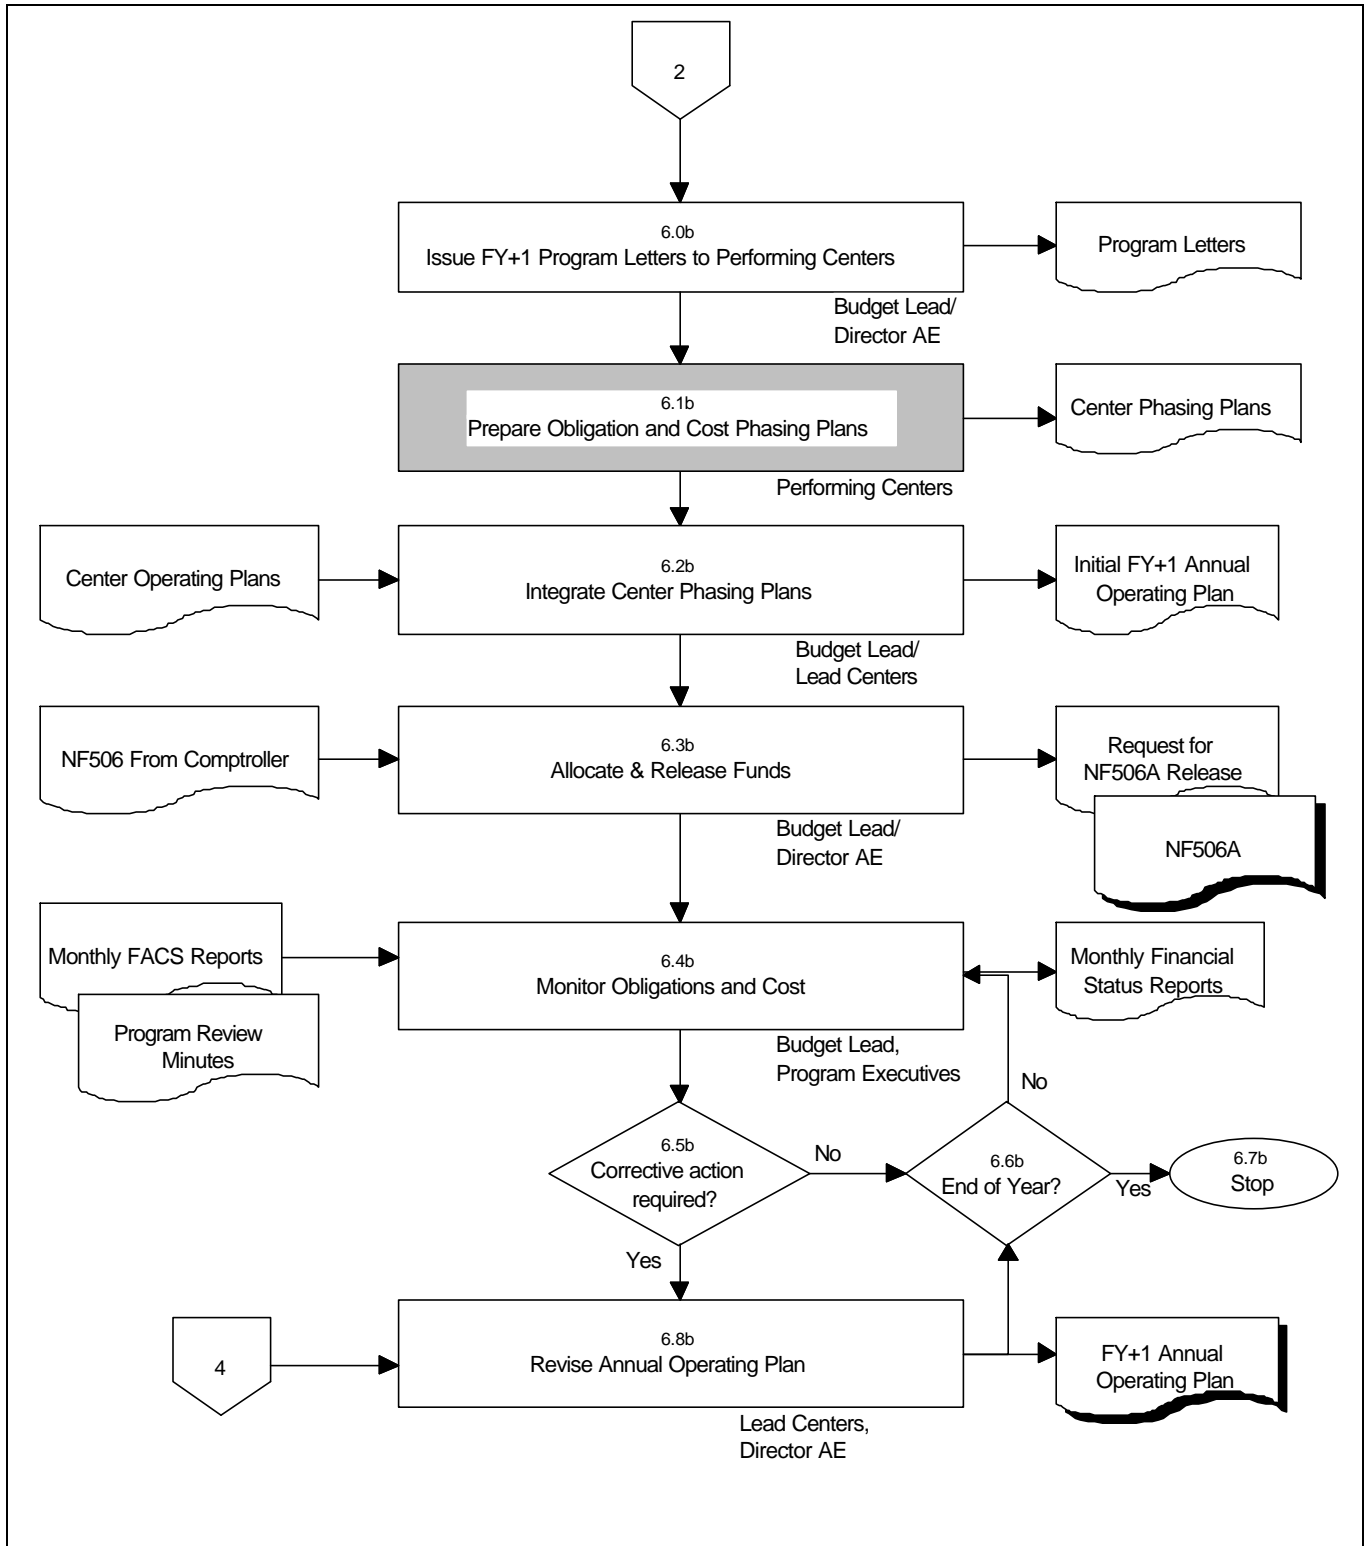 2
6.0b
Issue FY+1 Program Letters to Performing Centers
Program Letters
Budget Lead/
Director AE
6.1b
Prepare Obligation and Cost Phasing Plans
Center Phasing Plans
Performing Centers
Center Operating Plans
6.2b
Integrate Center Phasing Plans
Initial FY+1 Annual
Operating Plan
Budget Lead/
Lead Centers
NF506 From Comptroller
6.3b
Allocate & Release Funds
Request for
NF506A Release
NF506A
Budget Lead/
Director AE
Monthly FACS Reports
Program Review
Minutes
6.4b
Monitor Obligations and Cost
Monthly Financial
Status Reports
Budget Lead,
Program Executives
No
6.5b
Corrective action
required?
No
6.6b
End of Year?
Yes
6.7b
Stop
Yes
4
6.8b
Revise Annual Operating Plan
FY+1 Annual
Operating Plan
Lead Centers,
Director AE